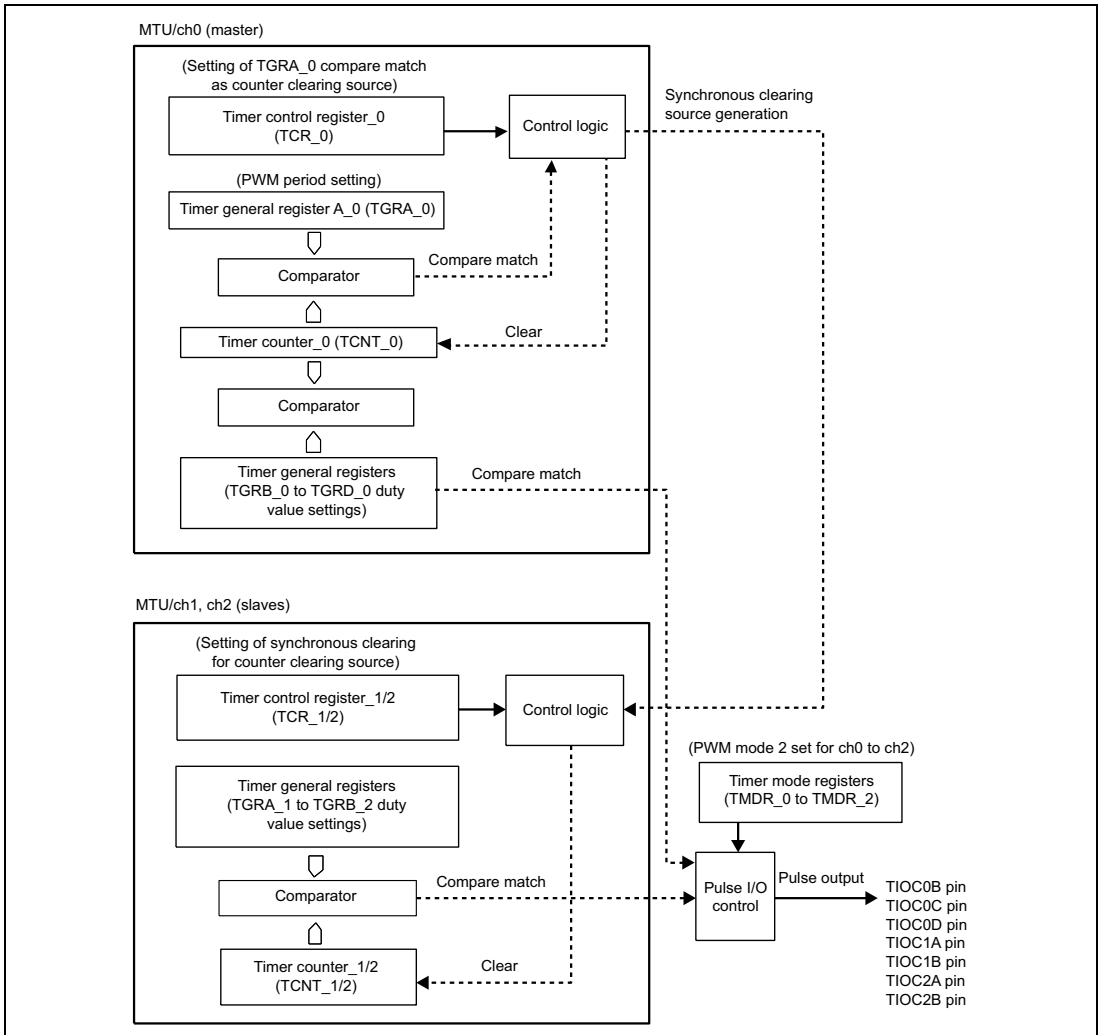 MTU/ch0 (master)
(Setting of TGRA_0 compare match
as counter clearing source)
Timer control register_0
(TCR_0)
Control logic
Synchronous clearing
source generation
(PWM period setting)
Timer general register A_0 (TGRA_0)
Compare match
Comparator
Clear
Timer counter_0 (TCNT_0)
Comparator
Timer general registers
(TGRB_0 to TGRD_0 duty
value settings)
Compare match
MTU/ch1, ch2 (slaves)
(Setting of synchronous clearing
for counter clearing source)
Timer control register_1/2
(TCR_1/2)
Control logic
(PWM mode 2 set for ch0 to ch2)
Timer mode registers
(TMDR_0 to TMDR_2)
Timer general registers
(TGRA_1 to TGRB_2 duty
value settings)
Comparator
Compare match
Pulse I/O
control
Pulse output
TIOC0B pin
TIOC0C pin
TIOC0D pin
TIOC1A pin
TIOC1B pin
TIOC2A pin
TIOC2B pin
Timer counter_1/2
(TCNT_1/2)
Clear